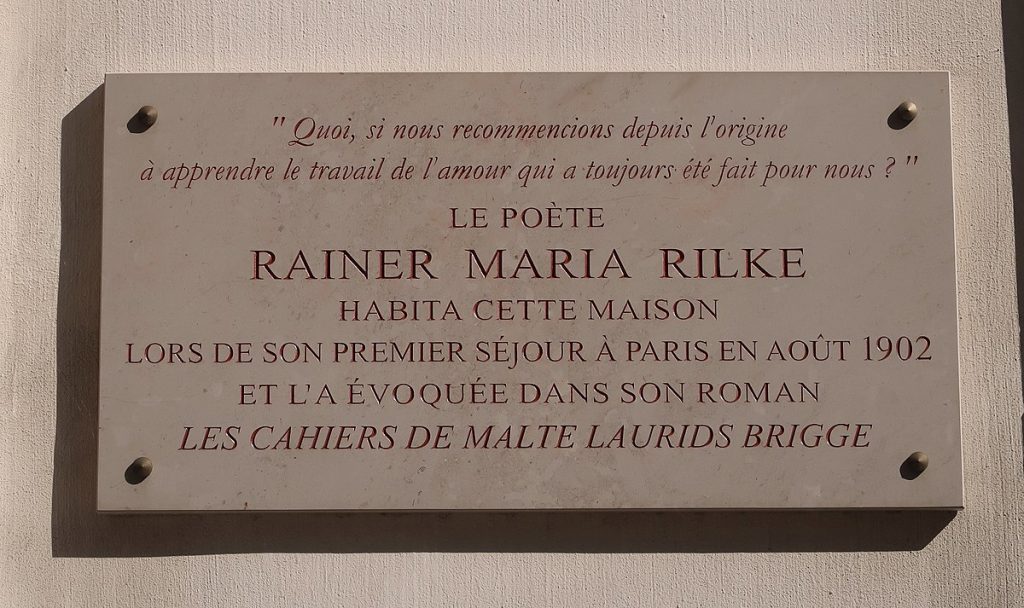 " Quoi, si nous recommencions depuis l'origine
à apprendre le travail de l'amour qui a toujours été fait pour nous ? "
LE POÈTE
RAINER MARIA RILKE
HABITA CETTE MAISON
LORS DE SON PREMIER SÉJOUR À PARIS EN AOÛT 1902
ET L'A ÉVOQUÉE DANS SON ROMAN
LES CAHIERS DE MALTE LAURIDS BRIGGE